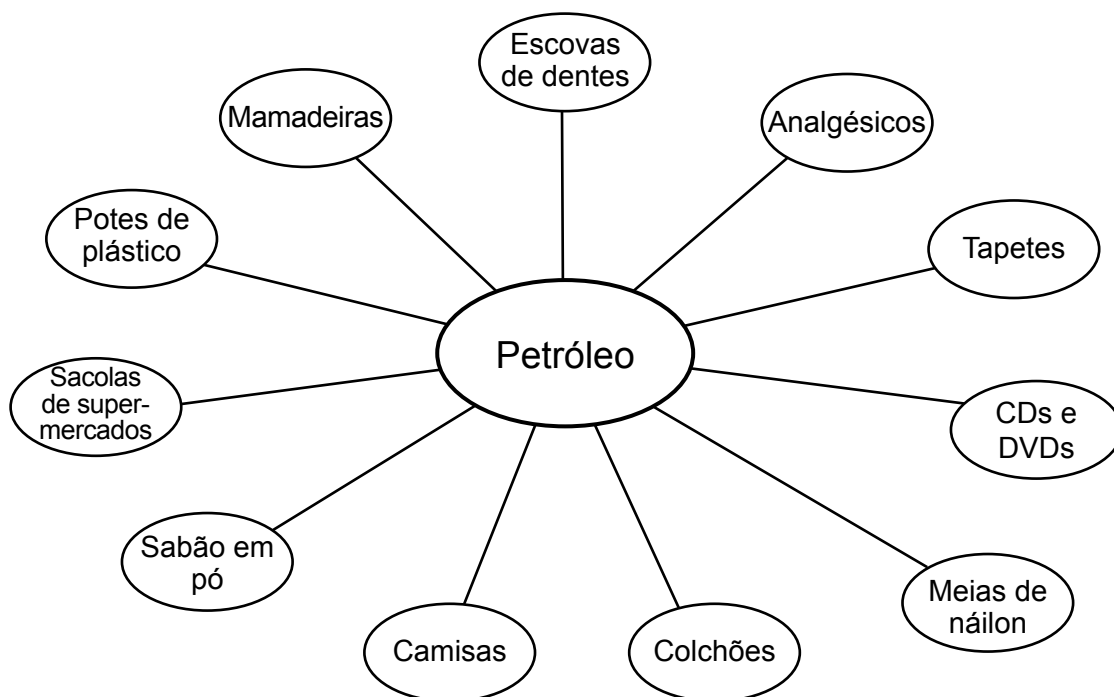 Escovas
de dentes
Mamadeiras
Analgésicos
Potes de
plástico
Tapetes
Petróleo
Sacolas
de super-
mercados
CDs e
DVDs
Sabão em
pó
Meias de
náilon
Camisas
Colchões